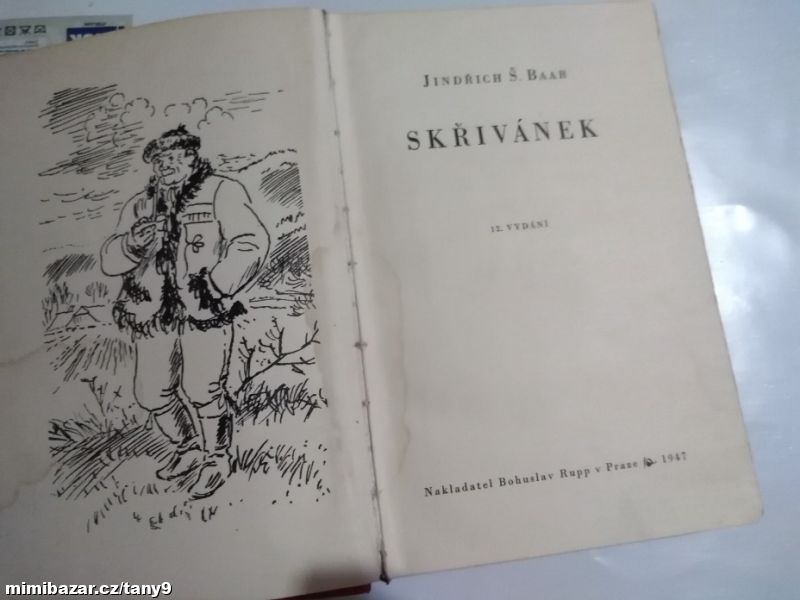 Jindřich Š. Baar
SKŘIVÁNEK
12. VYDÁNÍ
Nakladatel Bohuslav Rupp v Praze 1947
mimibazar.cz/tany9